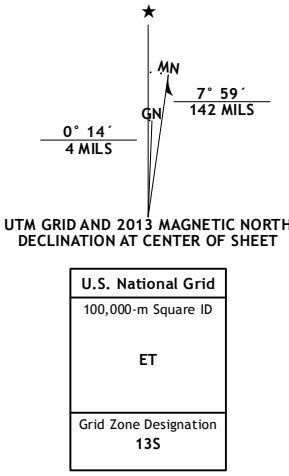 ★
MN
7° 59´
142 MILS
GN
0° 14´
4 MILS
UTM GRID AND 2013 MAGNETIC NORTH
DECLINATION AT CENTER OF SHEET
U.S. National Grid
100,000-m Square ID
ET
Grid Zone Designation
13S